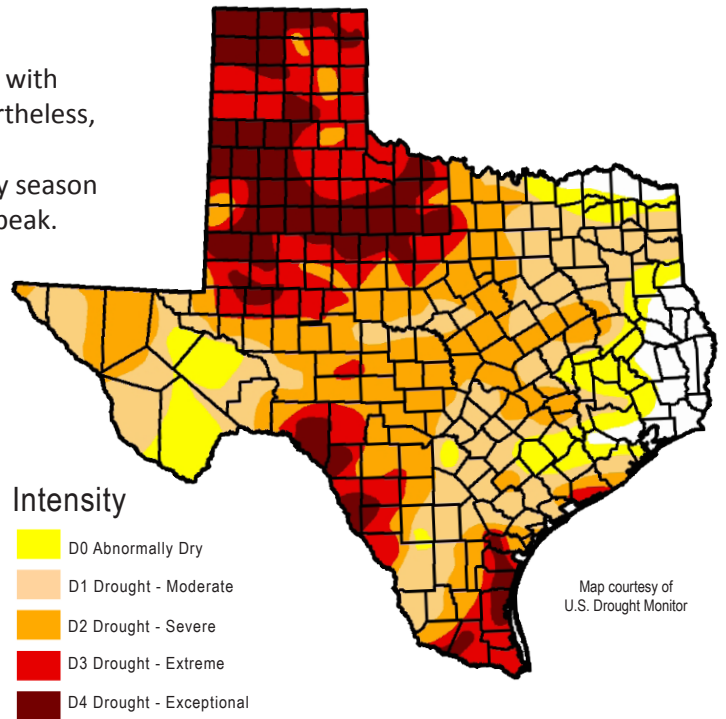 with
rtheless,
y season
peak.
Intensity
D0 Abnormally Dry
D1 Drought - Moderate
D2 Drought - Severe
D3 Drought - Extreme
D4 Drought - Exceptional
Map courtesy of
U.S. Drought Monitor